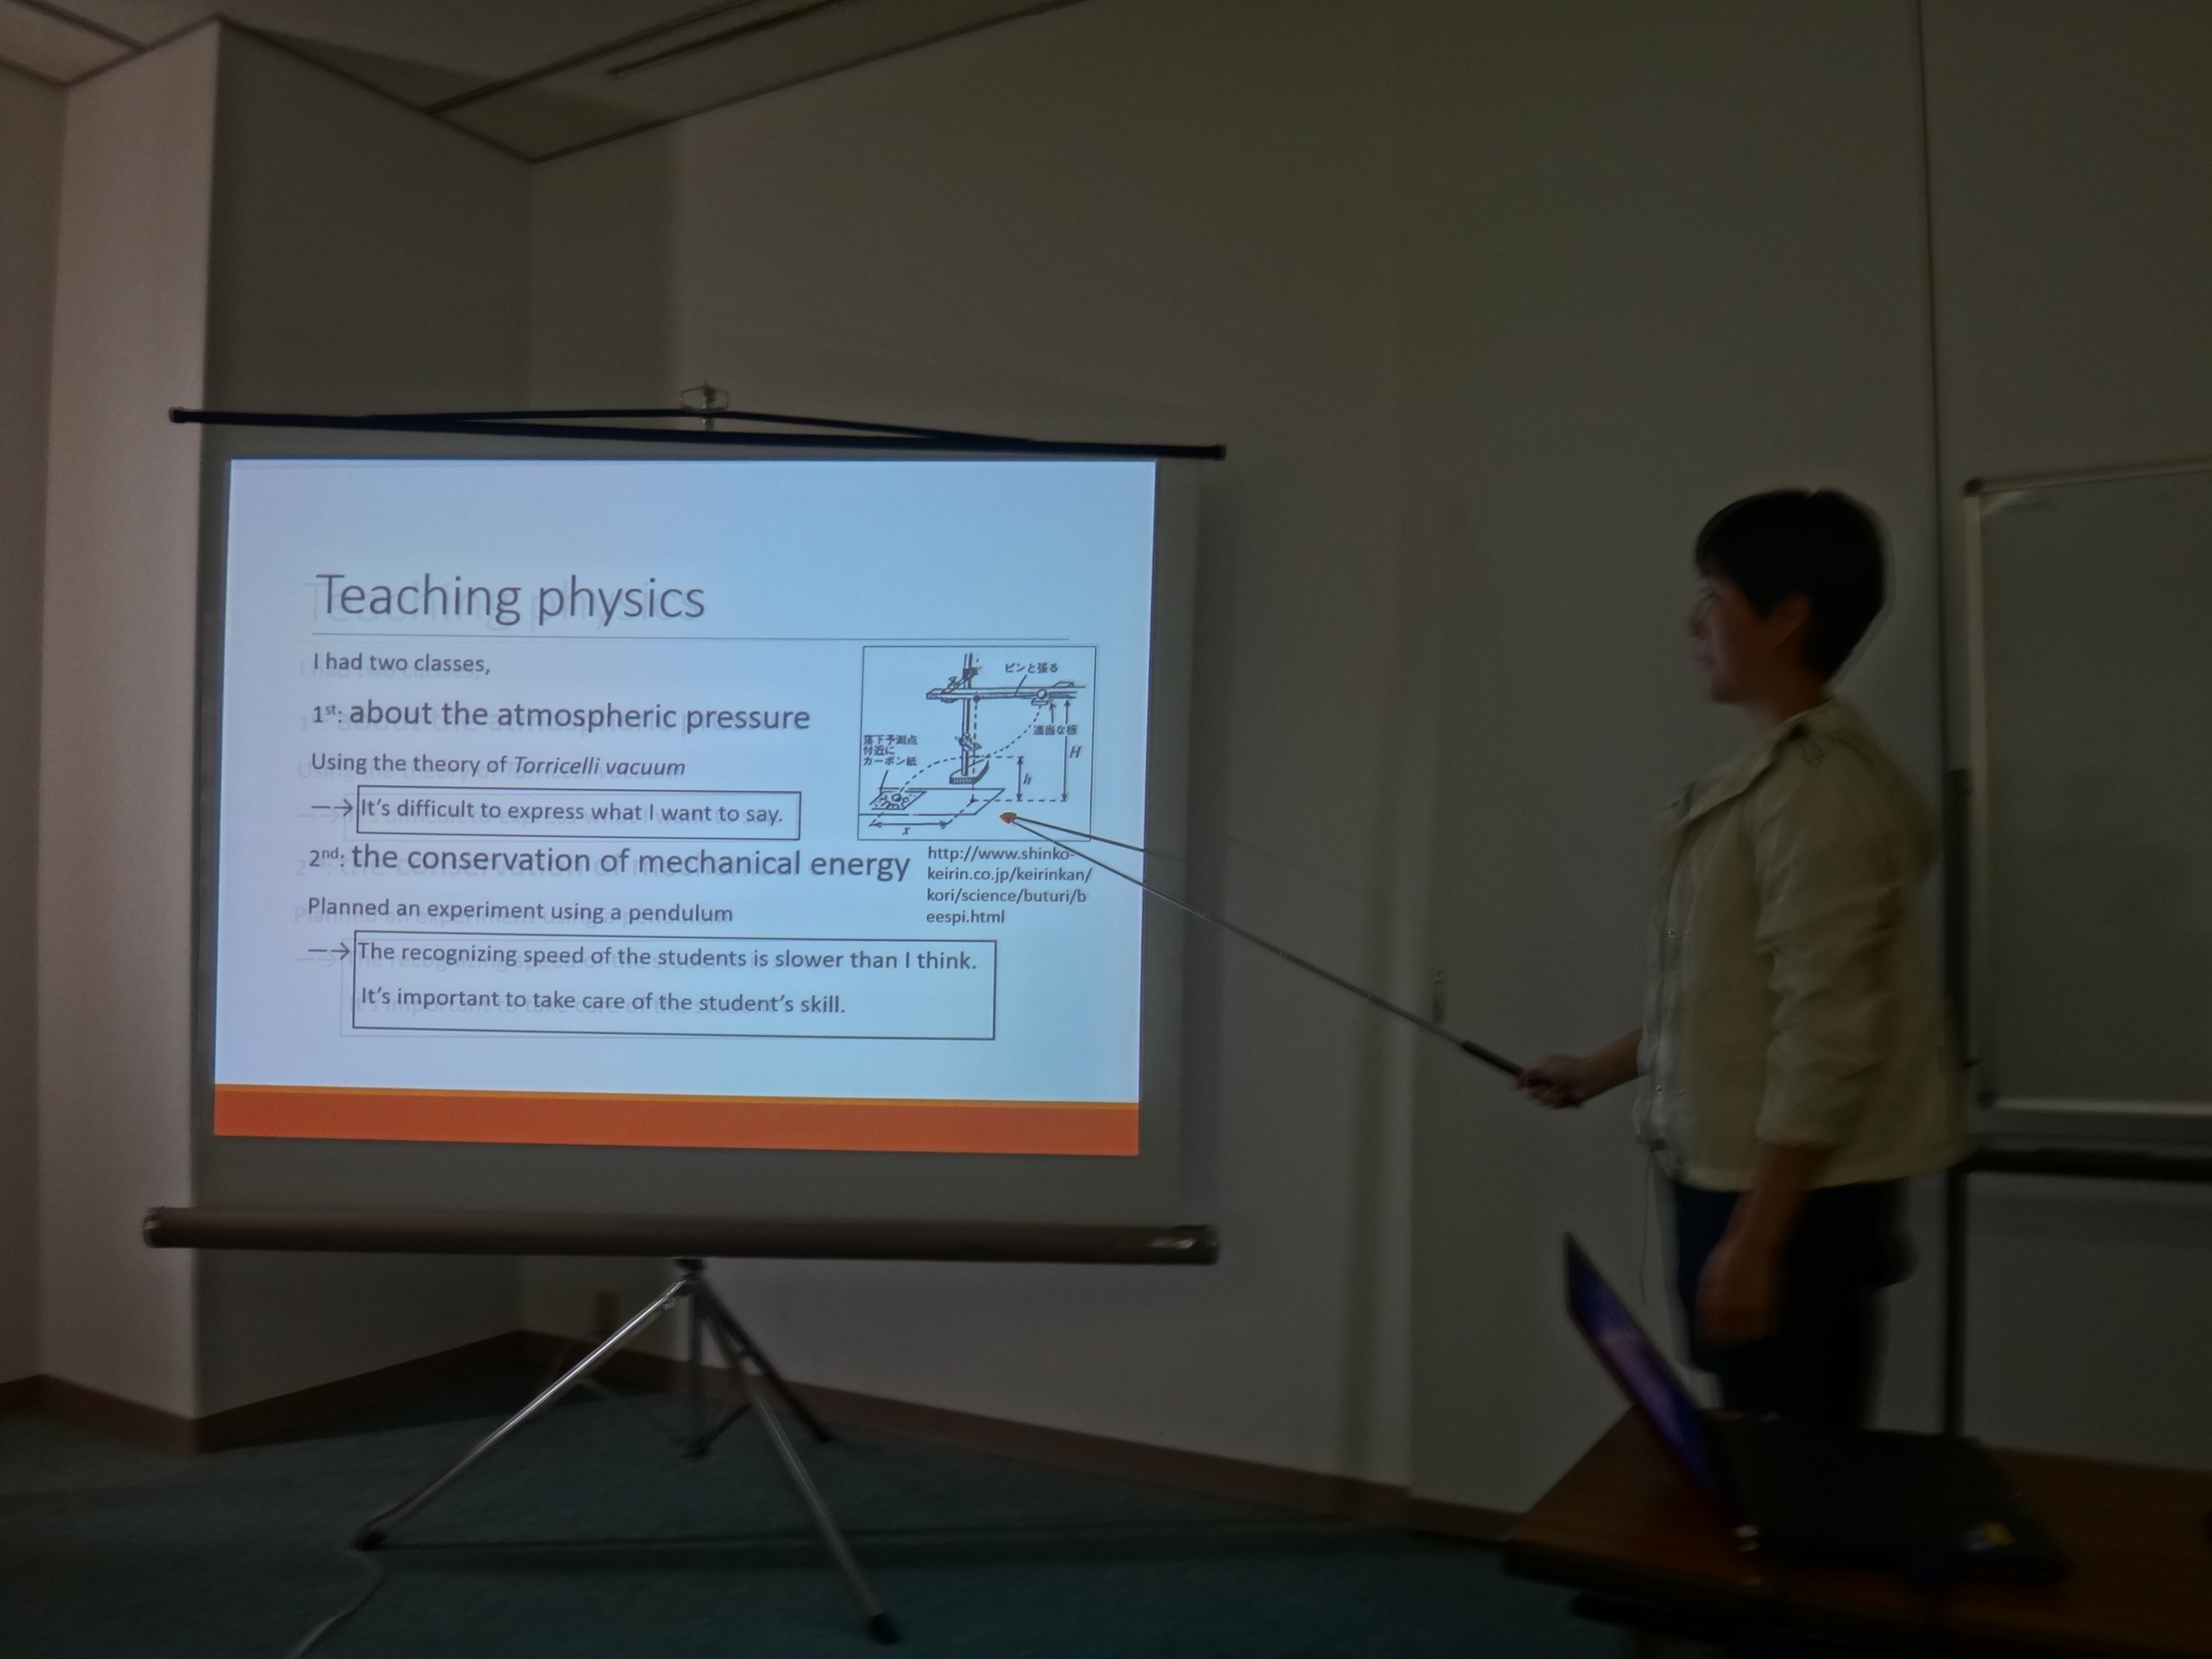 Teaching physics
I had two classes,
1st: about the atmospheric pressure
Using the theory of Torricelli vacuum
It's difficult to express what I want to say.
2nd: the conservation of mechanical energy
Planned an experiment using a pendulum
The recognizing speed of the students is slower than I think.
It's important to take care of the student's skill.
ピンと張る
適当な板
落下予測点
付近に
カーボン紙
H
h
x
http://www.shinko-
keirin.co.jp/keirinkan/
kori/science/buturi/b
eespi.html